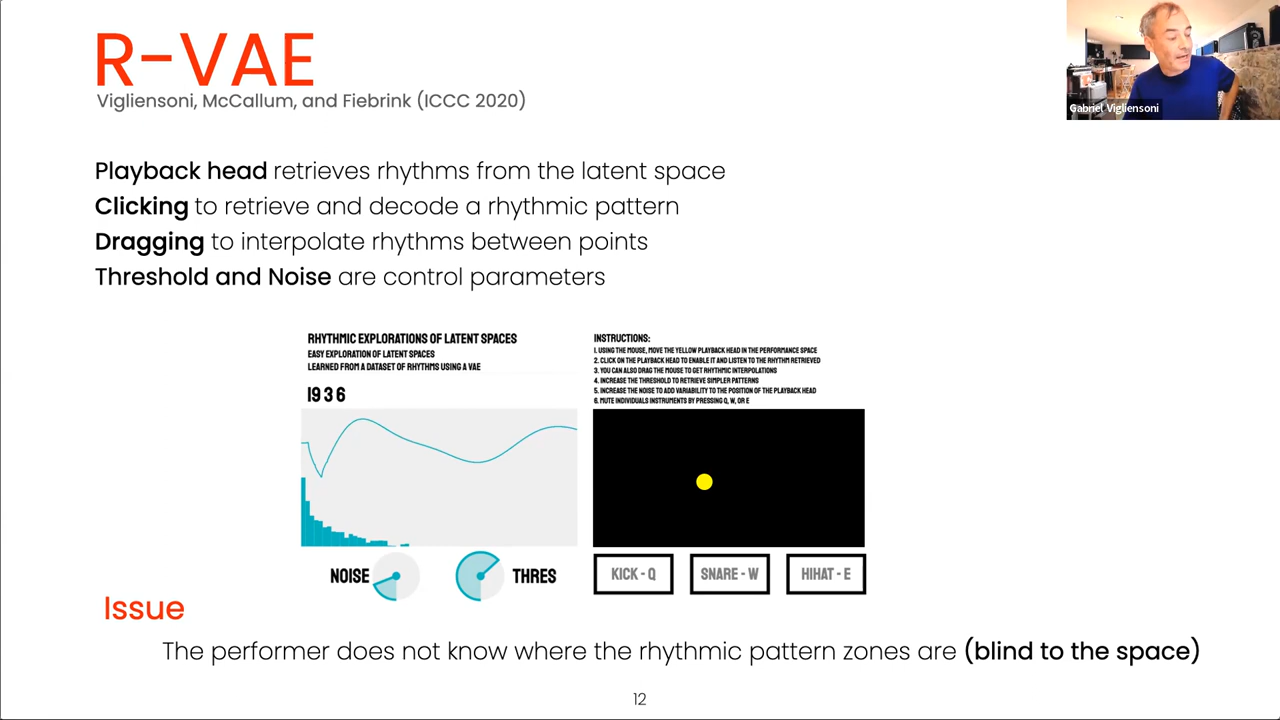 R-VAE
Vigliensoni, McCallum, and Fiebrink (ICCC 2020)
Gabriel Vigliensoni
Playback head retrieves rhythms from the latent space
Clicking to retrieve and decode a rhythmic pattern
Dragging to interpolate rhythms between points
Threshold and Noise are control parameters
RHYTHMIC EXPLORATIONS OF LATENT SPACES
EASY EXPLORATION OF LATENT SPACES
LEARNED FROM A DATASET OF RHYTHMS USING A VAE
1936
INSTRUCTIONS:
1. USING THE MOUSE, MOVE THE YELLOW PLAYBACK HEAD IN THE PERFORMANCE SPACE
2. CLICK ON THE PLAYBACK HEAD TO ENABLE IT AND LISTEN TO THE RHYTHM RETRIEVED
3. YOU CAN ALSO DRAG THE MOUSE TO GET RHYTHMIC INTERPOLATIONS
4. INCREASE THE THRESHOLD TO RETRIEVE SIMPLER PATTERNS
5. INCREASE THE NOISE TO ADD VARIABILITY TO THE POSITION OF THE PLAYBACK HEAD
6. MUTE INDIVIDUALS INSTRUMENTS BY PRESSING Q, W, OR E
NOISE
THRES
KICK - Q
SNARE - W
HIHAT - E
Issue
The performer does not know where the rhythmic pattern zones are (blind to the space)
12